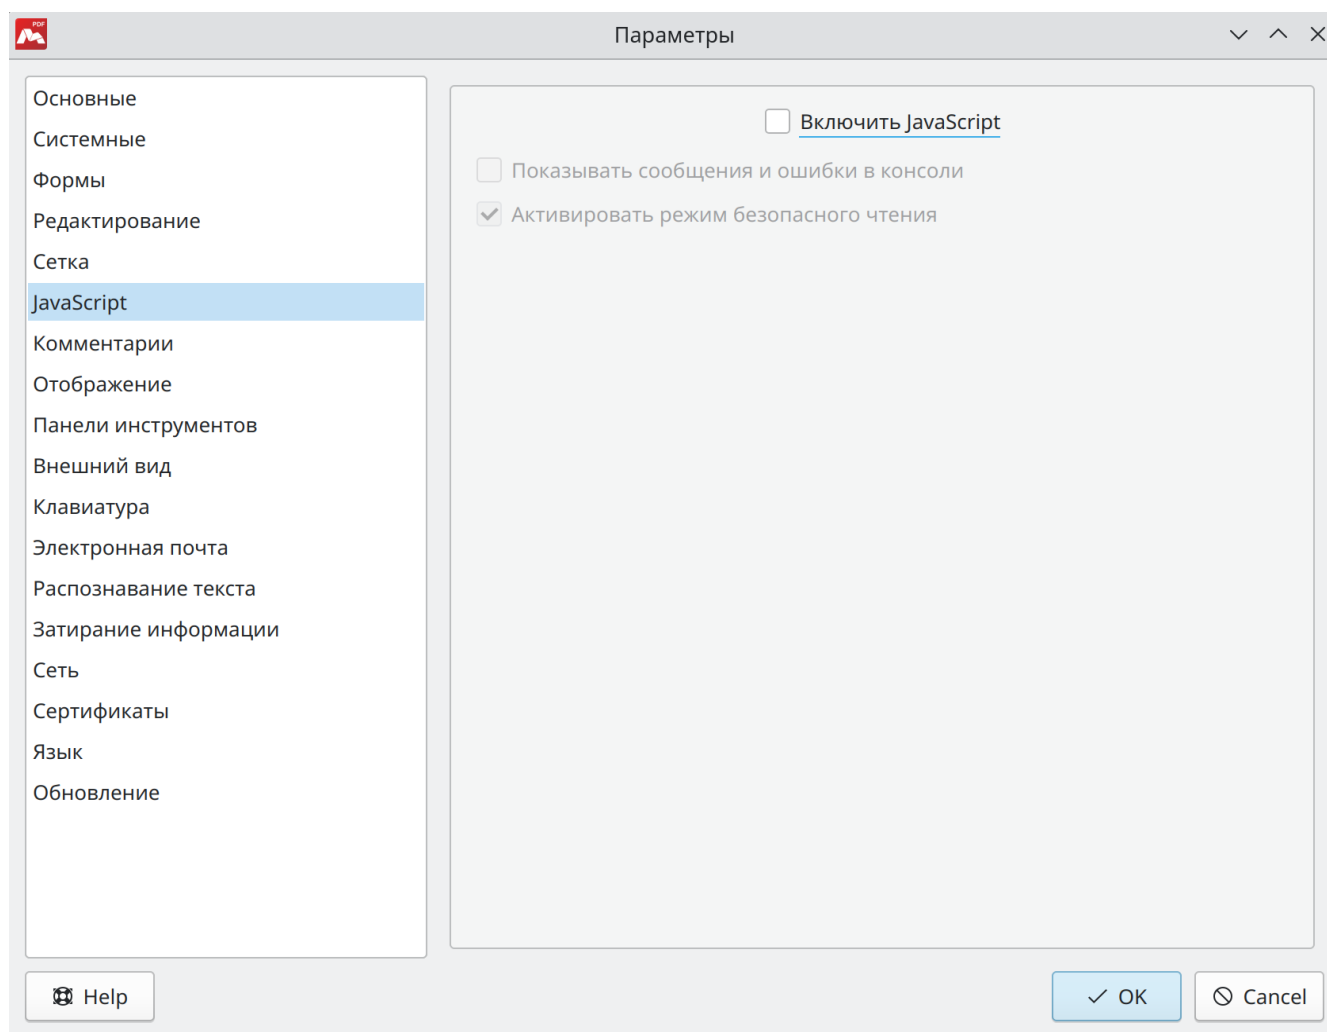 PDF
Параметры
Основные
Системные
Формы
Редактирование
Сетка
JavaScript
Комментарии
Отображение
Панели инструментов
Внешний вид
Клавиатура
Электронная почта
Распознавание текста
Затирание информации
Сеть
Сертификаты
Язык
Обновление
Включить JavaScript
Показывать сообщения и ошибки в консоли
Активировать режим безопасного чтения
Help
OK
Cancel